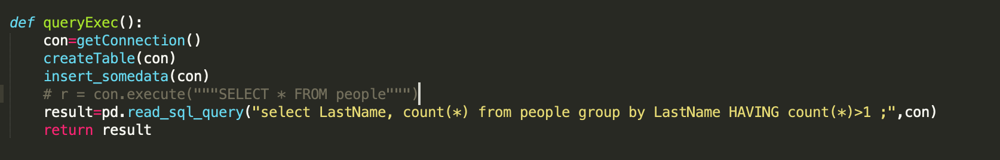 def queryExec():
    con=getConnection()
    createTable(con)
    insert_somedata(con)
    # r = con.execute("""SELECT * FROM people""")
    result=pd.read_sql_query("select LastName, count(*) from people group by LastName HAVING count(*)>1 ;",con)
    return result